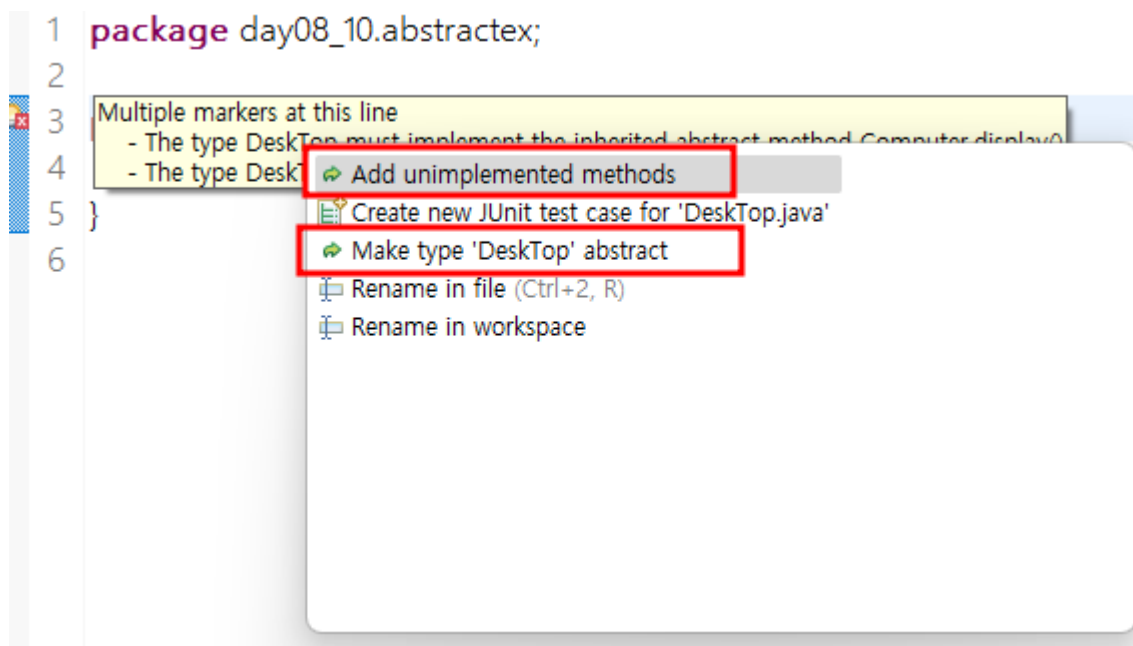 1 package day08_10.abstractex;
2
3
Multiple markers at this line
- The type DeskTop must implement the inherited abstract method Computer.display()
4
- The type DeskT
Add unimplemented methods
5 }
Create new JUnit test case for 'DeskTop.java'
6
Make type 'DeskTop' abstract
Rename in file (Ctrl+2, R)
Rename in workspace